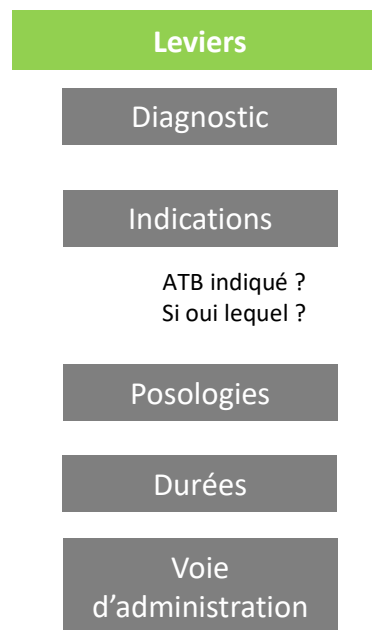 Leviers
Diagnostic
Indications
ATB indiqué ?
Si oui lequel ?
Posologies
Durées
Voie
d’administration